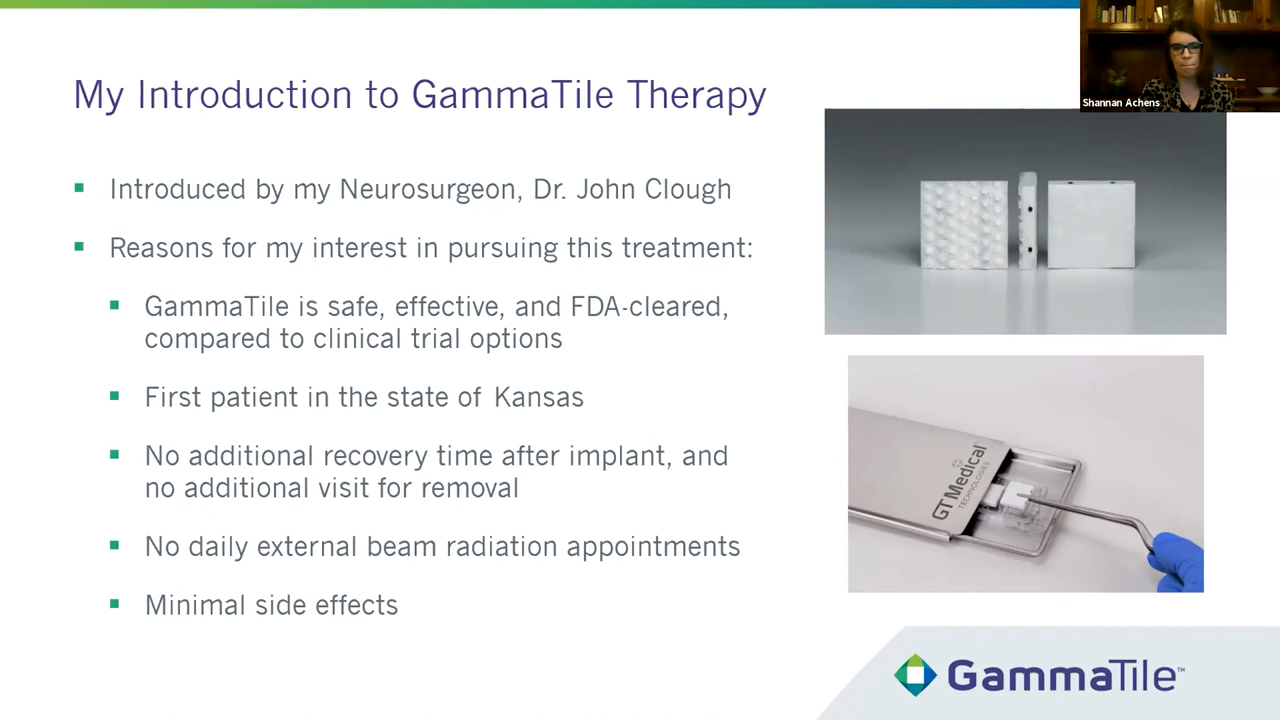 My Introduction to GammaTile Therapy
Shannan Achens
Introduced by my Neurosurgeon, Dr. John Clough
Reasons for my interest in pursuing this treatment:
GammaTile is safe, effective, and FDA-cleared,
compared to clinical trial options
First patient in the state of Kansas
No additional recovery time after implant, and
no additional visit for removal
No daily external beam radiation appointments
Minimal side effects
GT Medical
TECHNOLOGIES
GammaTile™